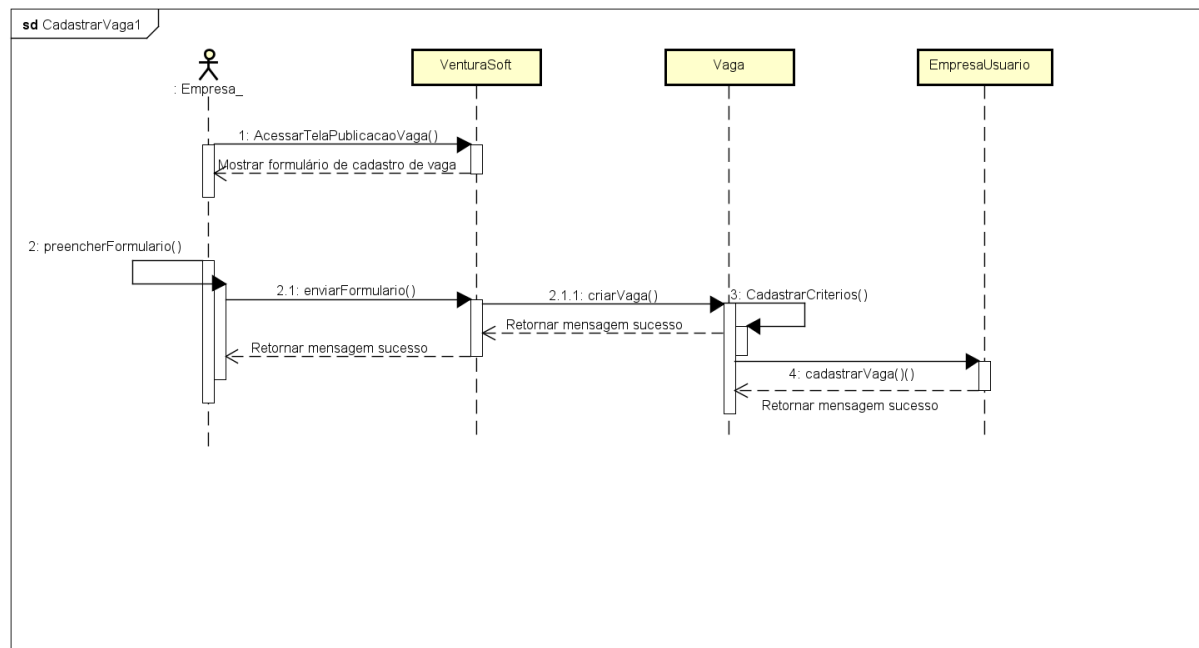 sd CadastrarVaga1
: Empresa_
VenturaSoft
Vaga
EmpresaUsuario
1: AcessarTelaPublicacaoVaga()
Mostrar formulário de cadastro de vaga
2: preencherFormulario()
2.1: enviarFormulario()
2.1.1: criarVaga()
3: CadastrarCriterios()
Retornar mensagem sucesso
Retornar mensagem sucesso
4: cadastrarVaga()()
Retornar mensagem sucesso